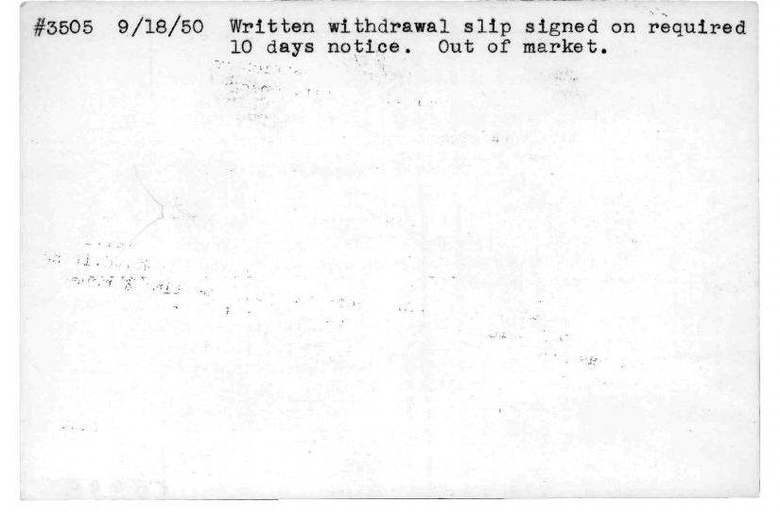 #3505 9/18/50 Written withdrawal slip signed on required
10 days notice. Out of market.